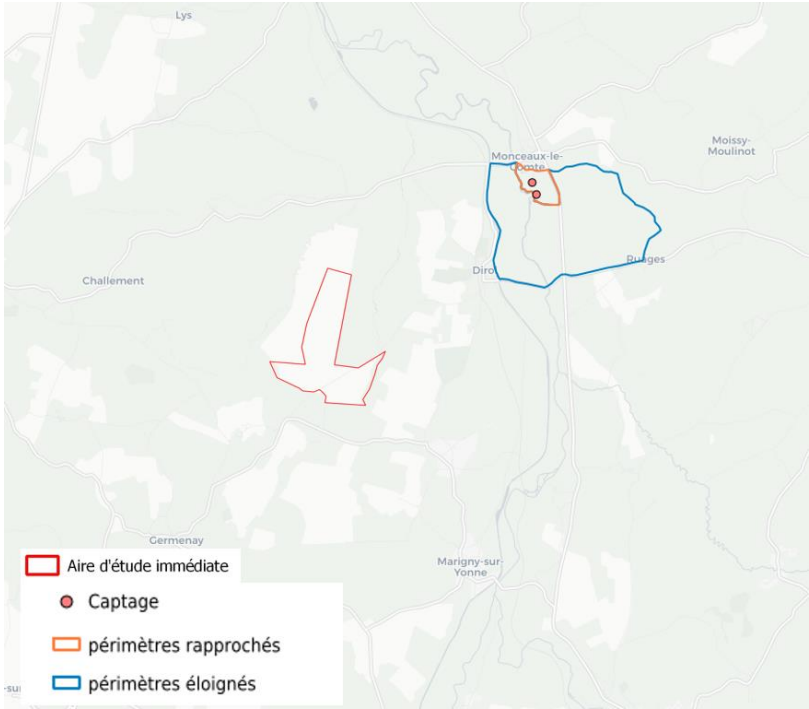 Lys
Monceaux-le-
Comte
Moissy-
Moulinot
Challement
Diro
Ruages
Germenay
Marigny-sur-
Yonne
Aire d'étude immédiate
Captage
périmètres rapprochés
périmètres éloignés
-su